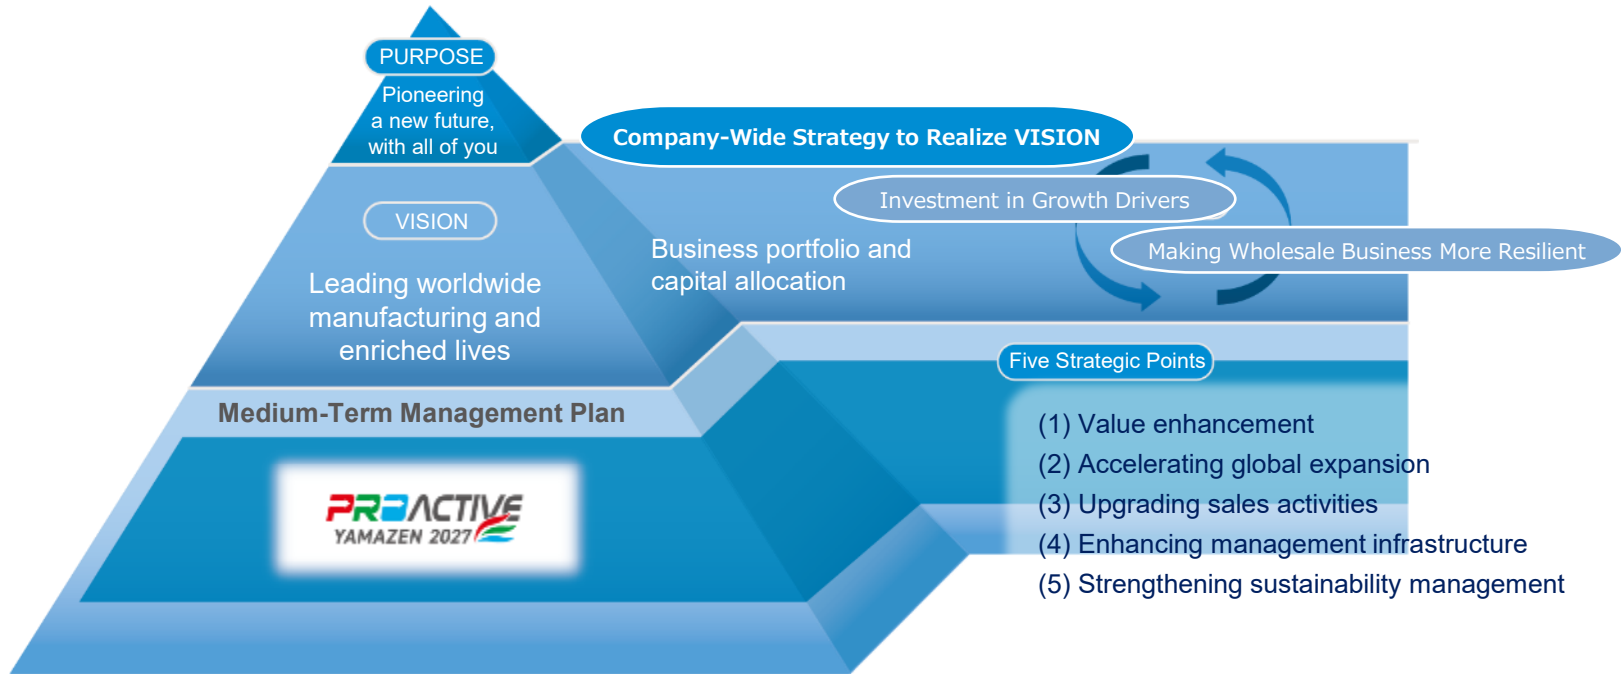 PURPOSE
Pioneering
a new future,
with all of you
Company-Wide Strategy to Realize VISION
Investment in Growth Drivers
VISION
Business portfolio and
capital allocation
Making Wholesale Business More Resilient
Leading worldwide
manufacturing and
enriched lives
Five Strategic Points
Medium-Term Management Plan
(1) Value enhancement
(2) Accelerating global expansion
(3) Upgrading sales activities
(4) Enhancing management infrastructure
(5) Strengthening sustainability management
PROACTIVE
YAMAZEN 2027